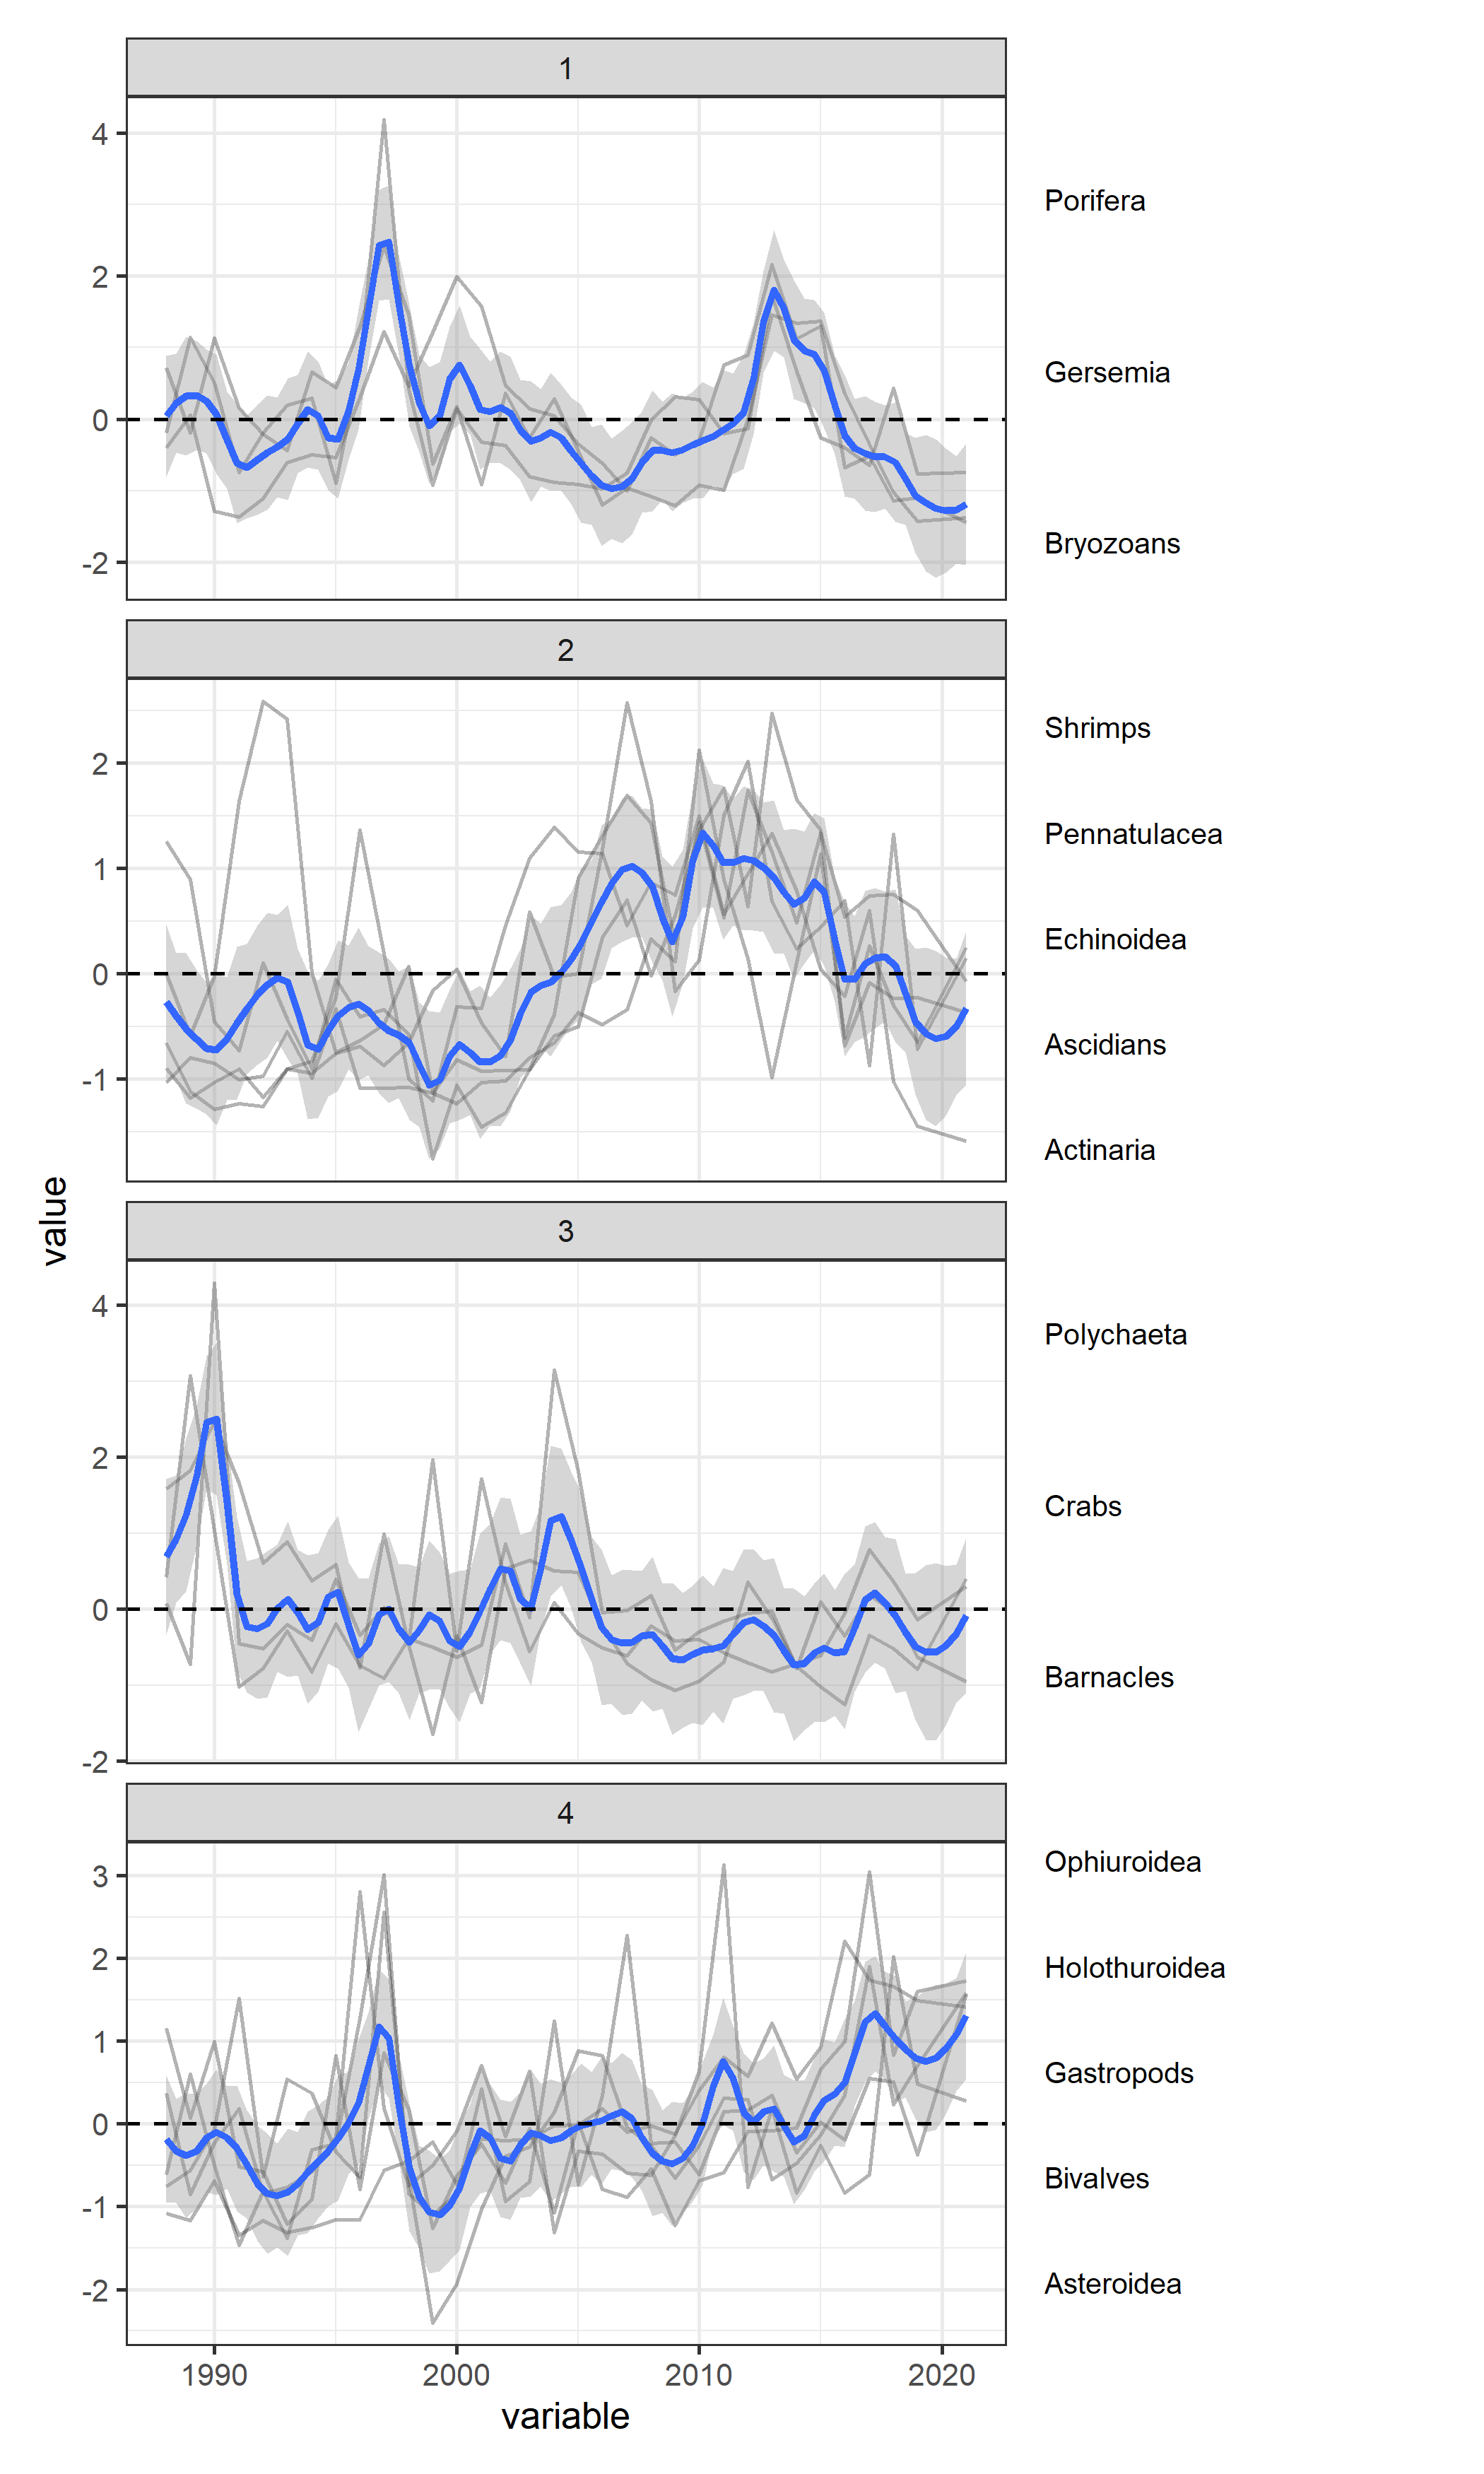 1
4
2
0
-2
Porifera
Gersemia
Bryozoans
2
2
1
0
-1
Shrimps
Pennatulacea
Echinoidea
Ascidians
Actinaria
value
3
4
2
0
-2
Polychaeta
Crabs
Barnacles
4
3
2
1
0
-1
-2
Ophiuroidea
Holothuroidea
Gastropods
Bivalves
Asteroidea
1990 2000 2010 2020
variable